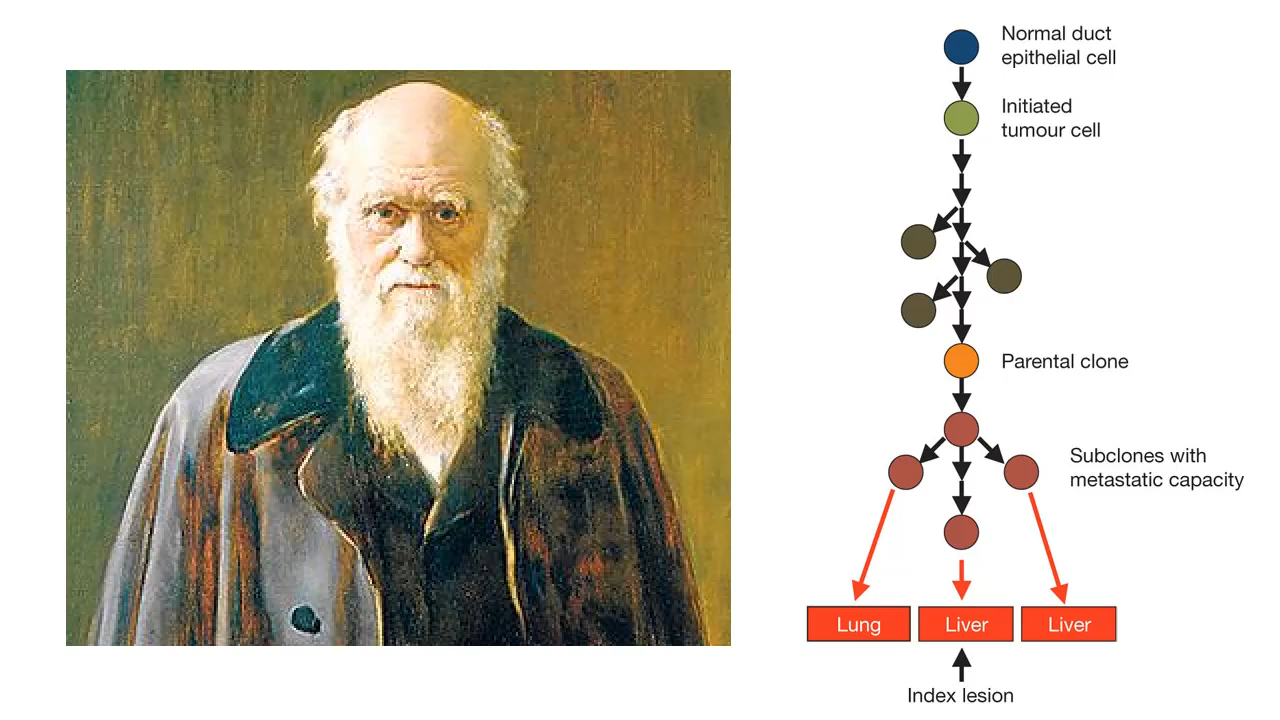 Normal duct
epithelial cell
Initiated
tumour cell
Parental clone
Subclones with
metastatic capacity
Lung
Liver
Liver
Index lesion